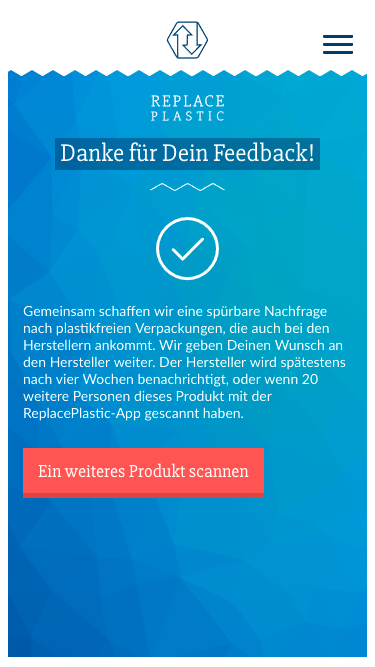 REPLACE
PLASTIC
Danke für Dein Feedback!
Gemeinsam schaffen wir eine spürbare Nachfrage
nach plastikfreien Verpackungen, die auch bei den
Herstellern ankommt. Wir geben Deinen Wunsch an
den Hersteller weiter. Der Hersteller wird spätestens
nach vier Wochen benachrichtigt, oder wenn 20
weitere Personen dieses Produkt mit der
ReplacePlastic-App gescannt haben.
Ein weiteres Produkt scannen